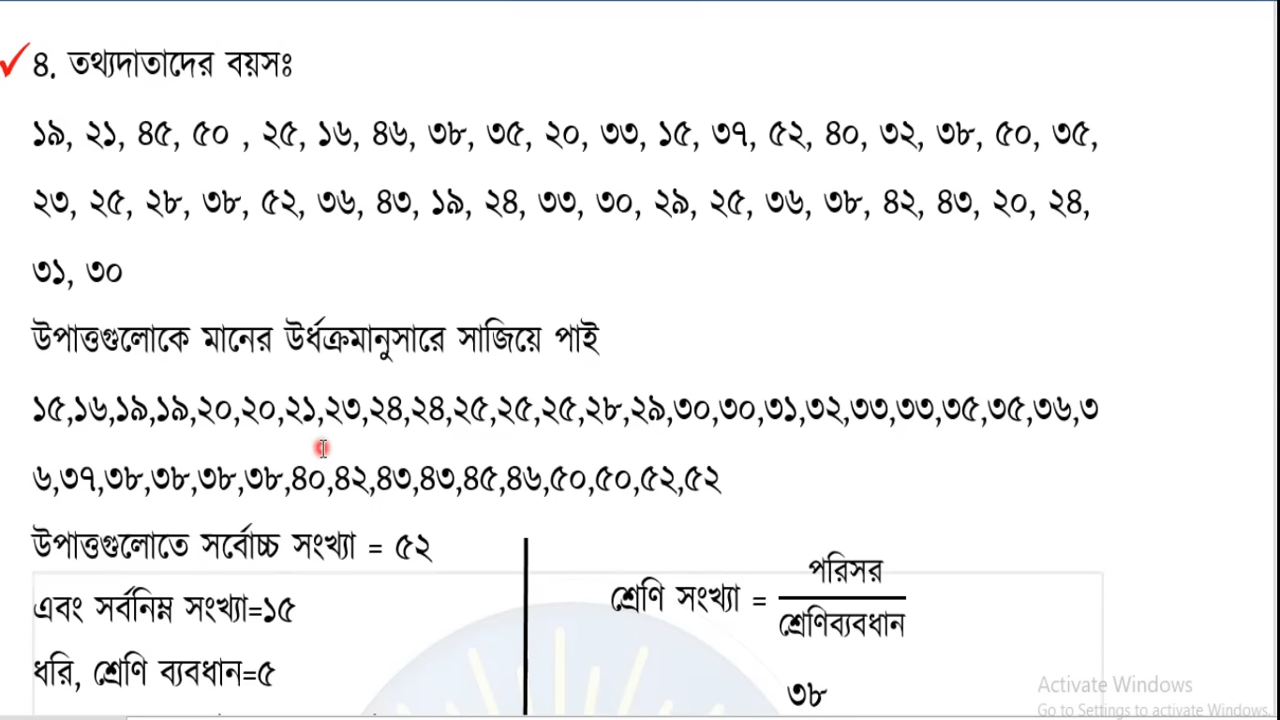 ৪. তথ্যদাতাদের বয়সঃ
১৯, ২১, ৪৫, ৫০ , ২৫, ১৬, ৪৬, ৩৮, ৩৫, ২০, ৩৩, ১৫, ৩৭, ৫২, ৪০, ৩২, ৩৮, ৫০, ৩৫,
২৩, ২৫, ২৮, ৩৮, ৫২, ৩৬, ৪৩, ১৯, ২৪, ৩৩, ৩০, ২৯, ২৫, ৩৬, ৩৮, ৪২, ৪৩, ২০, ২৪,
৩১, ৩০
উপাত্তগুলোকে মানের উর্ধক্রমানুসারে সাজিয়ে পাই
১৫,১৬,১৯,১৯,২০,২০,২১,২৩,২৪,২৪,২৫,২৫,২৫,২৮,২৯,৩০,৩০,৩১,৩২,৩৩,৩৩,৩৫,৩৫,৩৬,৩
৬,৩৭,৩৮,৩৮,৩৮,৩৮,৪০,৪২,৪৩,৪৩,৪৫,৪৬,৫০,৫০,৫২,৫২
উপাত্তগুলোতে সর্বোচ্চ সংখ্যা = ৫২
এবং সর্বনিম্ন সংখ্যা=১৫
ধরি, শ্রেণি ব্যবধান=৫
পরিসর
শ্রেণি সংখ্যা =
শ্রেণিব্যবধান
৩৮
Activate Windows
Go to Settings to activate Windows.